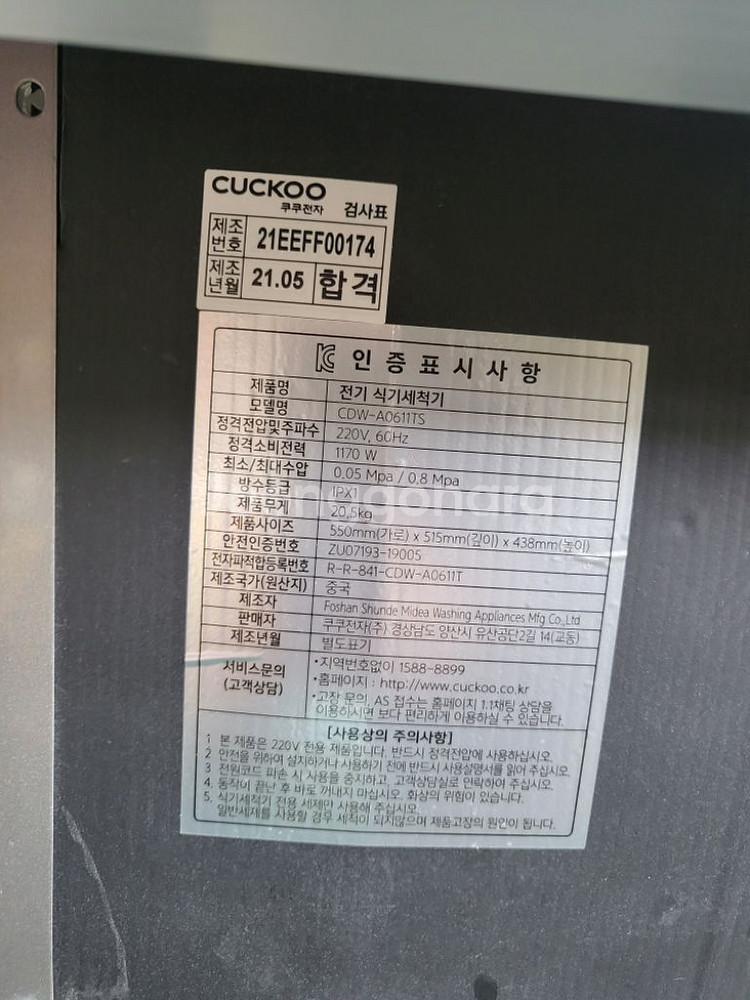 CUCKOO
쿠쿠전자 검사표
제조번호 21EEFF00174
제조년월 21.05 합격
인증표시사항
제품명 전기 식기세척기
모델명 CDW-A0611TS
정격전압및주파수 220V, 60Hz
정격소비전력 1170 W
최소/최대수압 0.05 Mpa / 0.8 Mpa
방수등급 IPX1
제품무게 20.5kg
제품사이즈 550mm(가로) x 515mm(깊이) x 438mm(높이)
안전인증번호 ZU07193-19005
전자파적합등록번호 R-R-841-CDW-A0611T
제조국가(원산지) 중국
제조자 Foshan Shunde Midea Washing Appliances Mfg Co.,Ltd
판매자 쿠쿠전자(주) 경상남도 양산시 유산공단2길 14(교동)
제조년월 별도표기
서비스문의 (고객상담)
•지역번호없이 1588-8899
•홈페이지 : http://www.cuckoo.co.kr
•고장 문의, AS 접수는 홈페이지 1:1채팅 상담을
이용하시면 보다 편리하게 이용하실 수 있습니다.
[사용상의 주의사항]
1. 본 제품은 220V 전용 제품입니다. 반드시 정격전압에 사용하십시오.
2. 안전을 위하여 설치하거나 사용하기 전에 반드시 사용설명서를 읽어 주십시오.
3. 전원코드 파손 시 사용을 중지하고, 고객상담실로 연락하여 주십시오.
4. 동작이 끝난 후 바로 꺼내지 마십시오. 화상의 위험이 있습니다.
5. 식기세척기 전용 세제만 사용해 주십시오.
일반세제를 사용할 경우 세척이 되지않으며 제품고장의 원인이 됩니다.